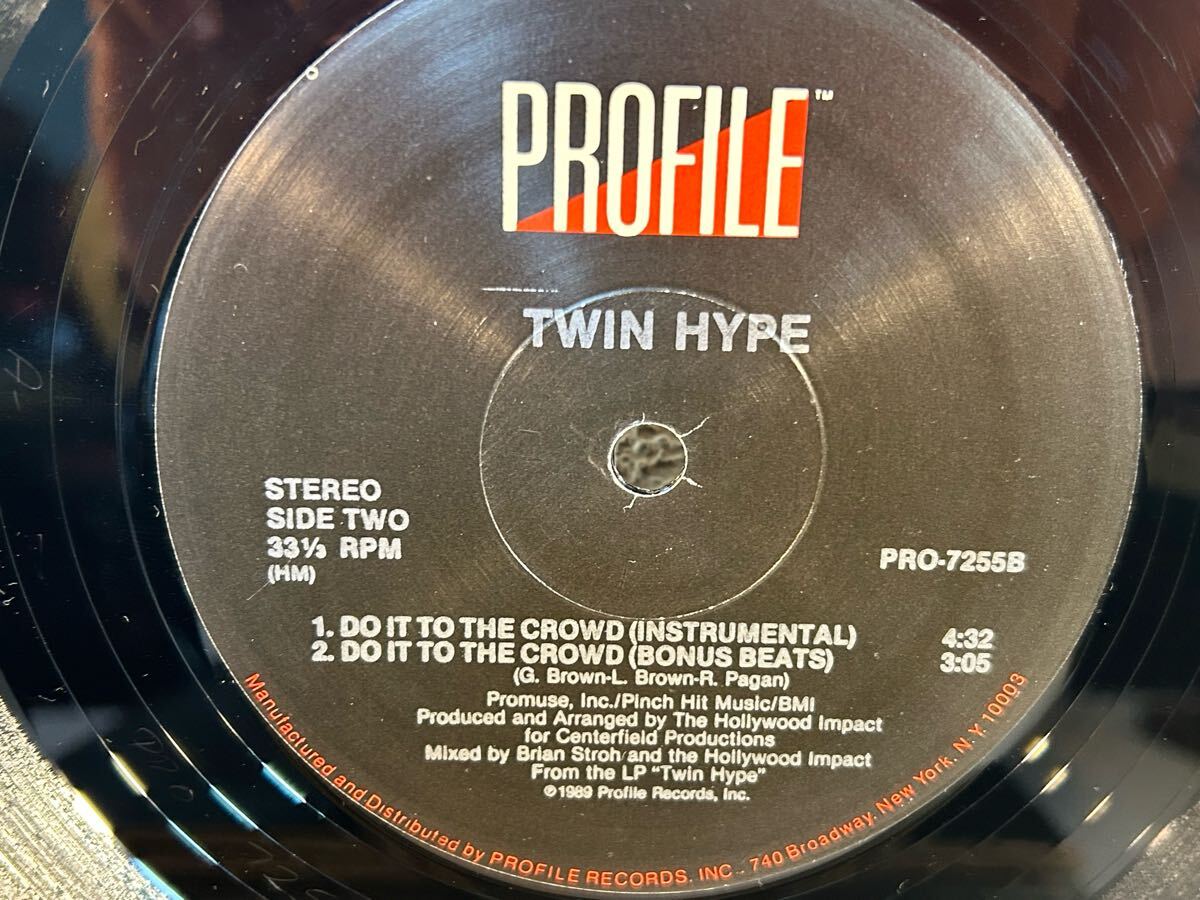 PROFILE™
TWIN HYPE
STEREO
SIDE TWO
33⅓ RPM
(HM)
PRO-7255B
1. DO IT TO THE CROWD (INSTRUMENTAL) 4:32
2. DO IT TO THE CROWD (BONUS BEATS) 3:05
(G. Brown-L. Brown-R. Pagan)
Promuse, Inc./Pinch Hit Music/BMI
Produced and Arranged by The Hollywood Impact
for Centerfield Productions
Mixed by Brian Stroh and the Hollywood Impact
From the LP "Twin Hype"
℗1989 Profile Records, Inc.
Manufactured and Distributed by PROFILE RECORDS, INC. 740 Broadway, New York, N.Y. 10003